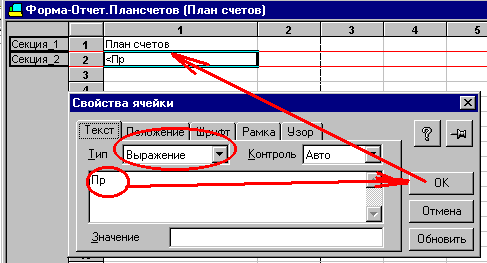 Форма-Отчет.Плансчетов (План счетов)
1 2 3 4 5
Секция_1 1 План счетов
Секция_2 2 <Пр
3
4
Свойства ячейки
Текст Положение Шрифт Рамка Узор
Тип Выражение Контроль Авто
Пр
OK
Отмена
Значение
Обновить